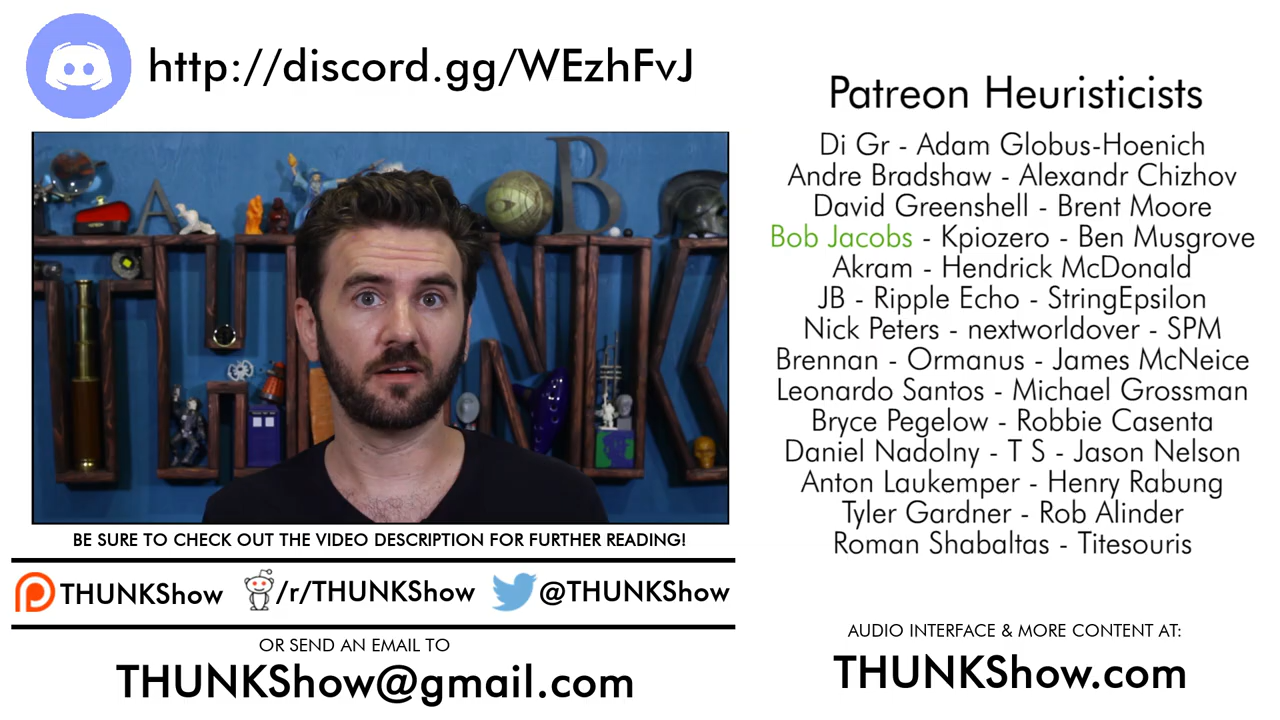 http://discord.gg/WEzhFvJ
A
B
THUNK
BE SURE TO CHECK OUT THE VIDEO DESCRIPTION FOR FURTHER READING!
THUNKShow
/r/THUNKShow
@THUNKShow
OR SEND AN EMAIL TO
THUNKShow@gmail.com
Patreon Heuristicists
Di Gr - Adam Globus-Hoenich
Andre Bradshaw - Alexandr Chizhov
David Greenshell - Brent Moore
Bob Jacobs - Kpiozero - Ben Musgrove
Akram - Hendrick McDonald
JB - Ripple Echo - StringEpsilon
Nick Peters - nextworldover - SPM
Brennan - Ormanus - James McNeice
Leonardo Santos - Michael Grossman
Bryce Pegelow - Robbie Casenta
Daniel Nadolny - T S - Jason Nelson
Anton Laukemper - Henry Rabung
Tyler Gardner - Rob Alinder
Roman Shabaltas - Titesouris
AUDIO INTERFACE & MORE CONTENT AT:
THUNKShow.com